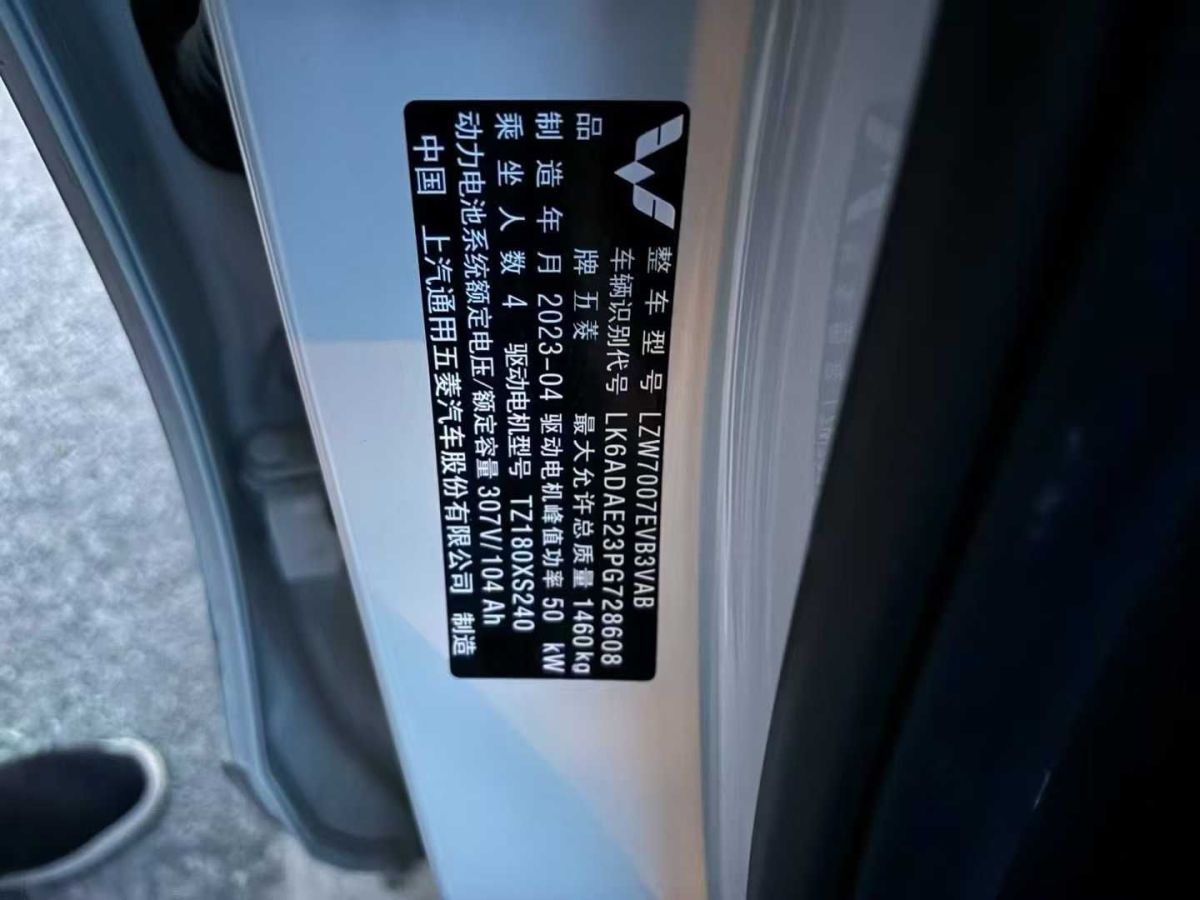 整车型号 LZW7007EVB3VAB
车辆识别代号 LK6ADAE23PG728608
品牌 五菱 最大允许总质量 1460kg
制造年月 2023-04 驱动电机峰值功率 50 kW
乘坐人数 4 驱动电机型号 TZ180XS240
动力电池系统额定电压/额定容量 307V/104Ah
中国 上汽通用五菱汽车股份有限公司 制造